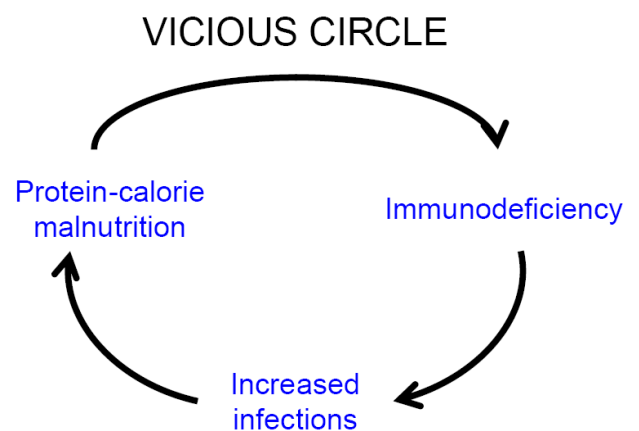 VICIOUS CIRCLE
Protein-calorie
malnutrition
Immunodeficiency
Increased
infections